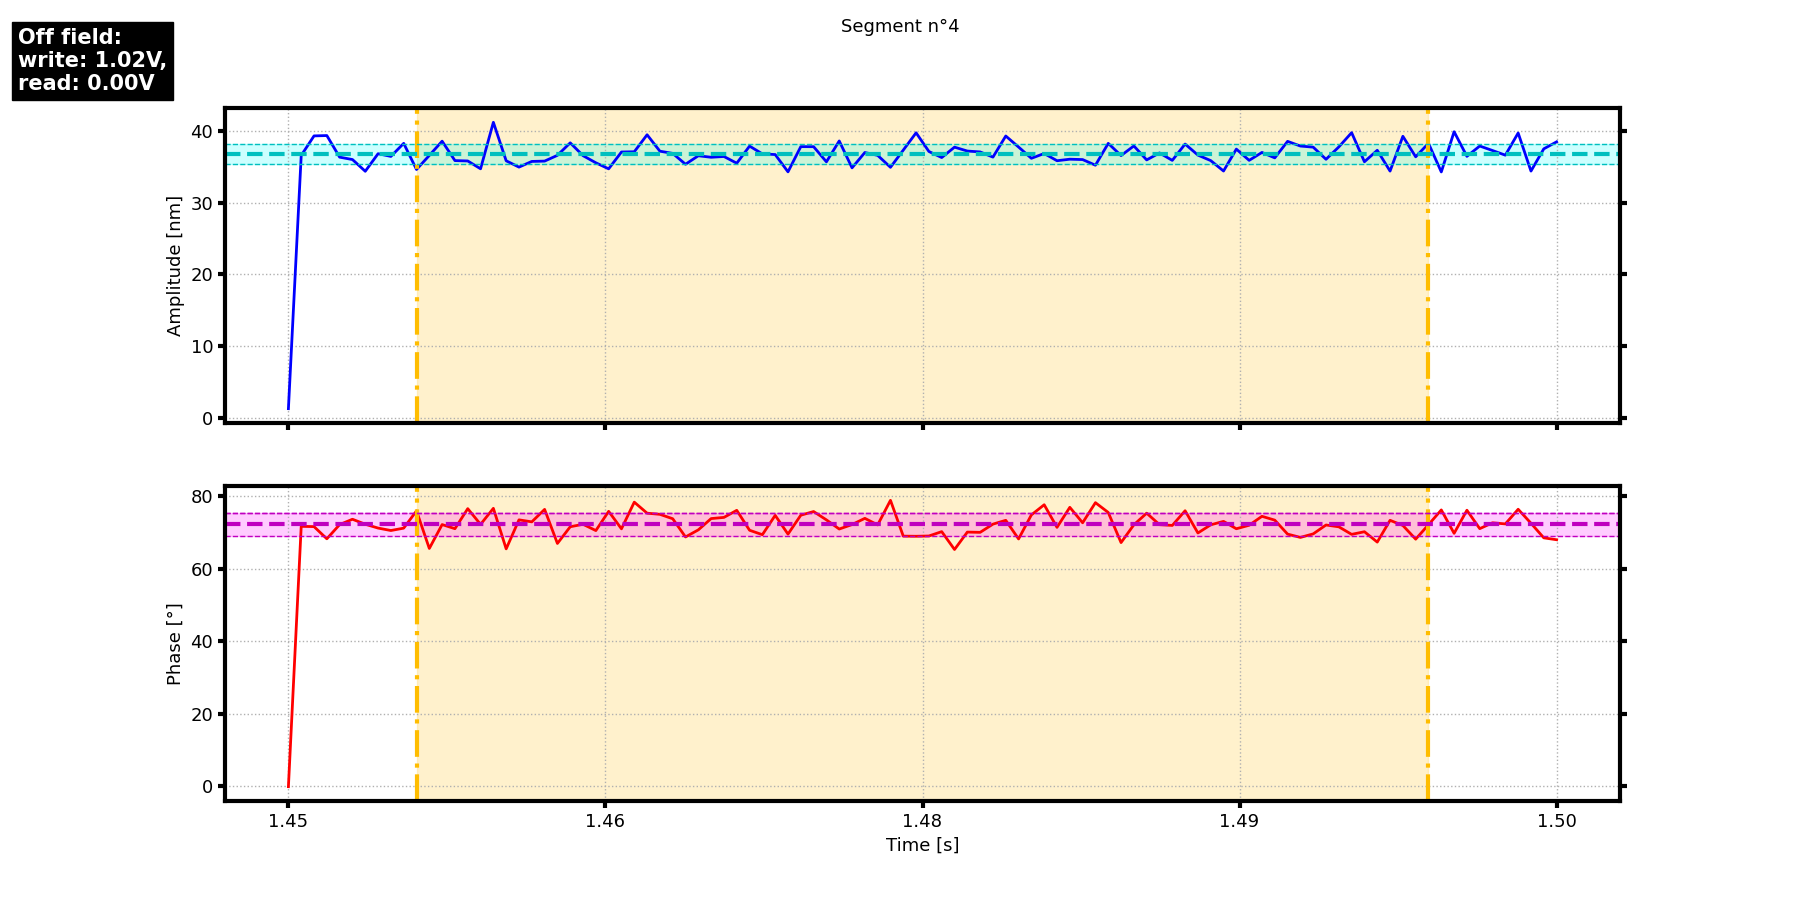 Segment n°4
Off field:
write: 1.02V,
read: 0.00V
40
30
20
10
0
Amplitude [nm]
80
60
40
20
0
Phase [°]
1.45
1.46
1.48
1.49
1.50
Time [s]